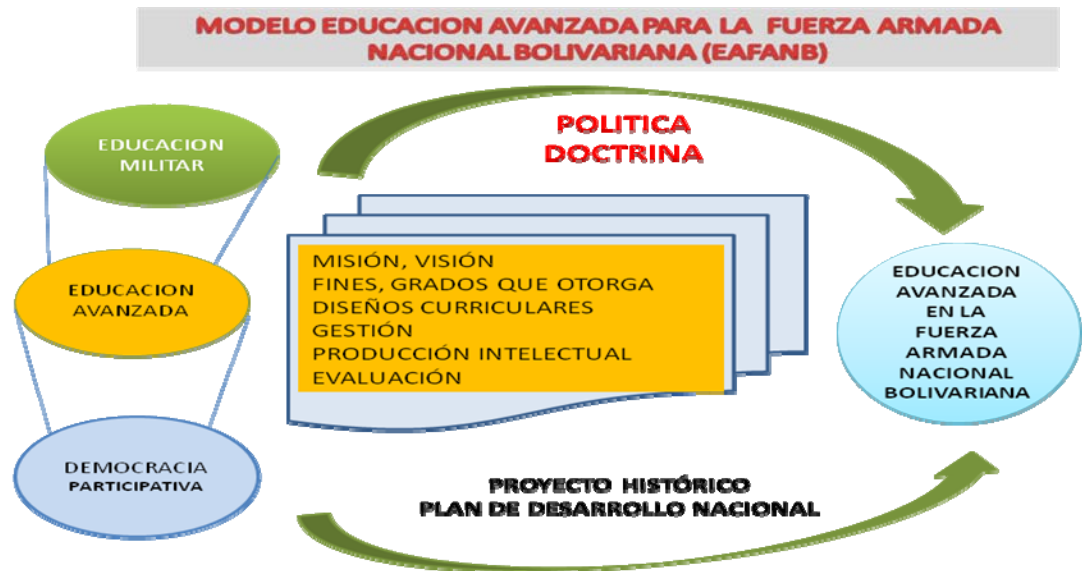 MODELO EDUCACION AVANZADA PARA LA FUERZA ARMADA
NACIONAL BOLIVARIANA (EAFANB)
EDUCACION
MILITAR
POLITICA
DOCTRINA
EDUCACION
AVANZADA
MISIÓN, VISIÓN
FINES, GRADOS QUE OTORGA
DISEÑOS CURRICULARES
GESTIÓN
PRODUCCIÓN INTELECTUAL
EVALUACIÓN
EDUCACION
AVANZADA
EN LA
FUERZA
ARMADA
NACIONAL
BOLIVARIANA
DEMOCRACIA
PARTICIPATIVA
PROYECTO HISTÓRICO
PLAN DE DESARROLLO NACIONAL